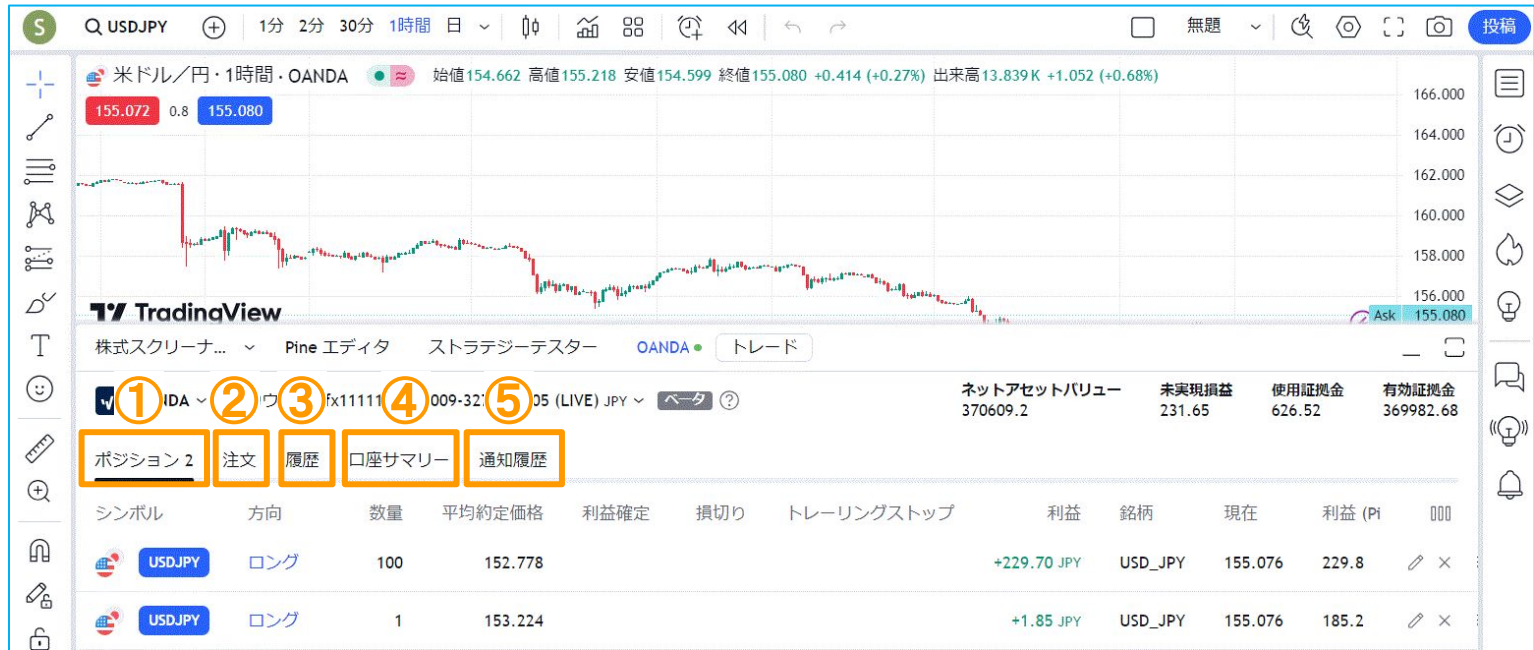 S USDJPY 1分 2分 30分 1時間 日 無題 投稿
米ドル／円・1時間・OANDA 始値154.662 高値155.218 安値154.599 終値155.080 +0.414 (+0.27%) 出来高13.839K +1.052 (+0.68%)
155.072 0.8 155.080
166.000
164.000
162.000
160.000
158.000
156.000
TradingView
Ask 155.080
株式スクリーナ... Pine エディタ ストラテジーテスター OANDA トレード
① ② ③ ④ ⑤
(LIVE) JPY ベータ ?
ネットアセットバリュー 未実現損益 使用証拠金 有効証拠金
370609.2 231.65 626.52 369982.68
ポジション 2 注文 履歴 口座サマリー 通知履歴
シンボル 方向 数量 平均約定価格 利益確定 損切り トレーリングストップ 利益 銘柄 現在 利益 (Pi
USDJPY ロング 100 152.778 +229.70 JPY USD_JPY 155.076 229.8
USDJPY ロング 1 153.224 +1.85 JPY USD_JPY 155.076 185.2